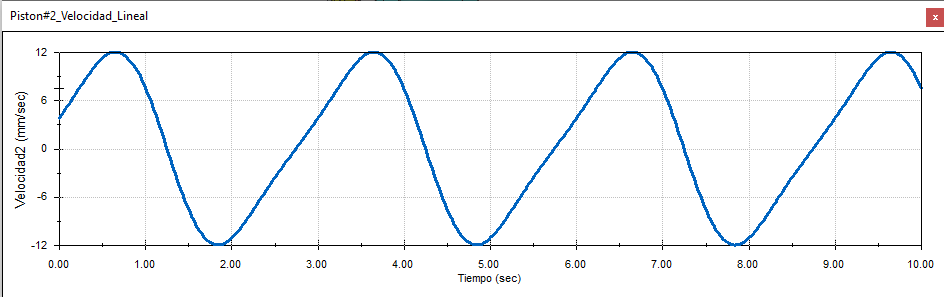 Piston#2_Velocidad_Lineal
x
Velocidad2 (mm/sec)
12
6
0
-6
-12
0.00 1.00 2.00 3.00 4.00 5.00 6.00 7.00 8.00 9.00 10.00
Tiempo (sec)